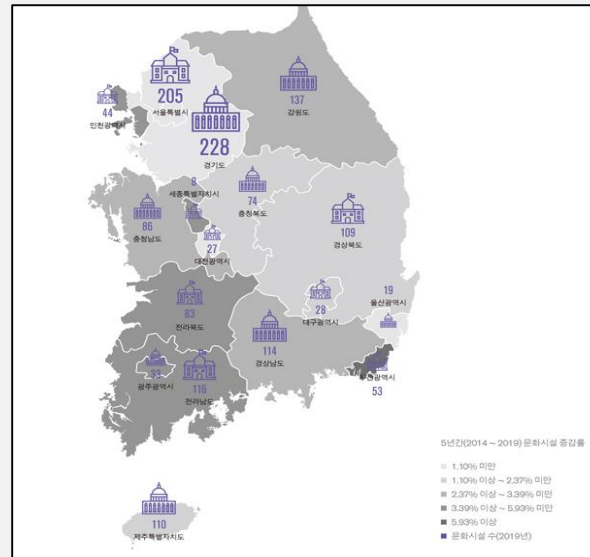 205
서울특별시
137
강원도
44
인천광역시
228
경기도
8
세종특별자치시
74
충청북도
86
충청남도
109
경상북도
27
대전광역시
19
울산광역시
28
대구광역시
83
전라북도
114
경상남도
33
광주광역시
116
전라남도
부산광역시
53
110
제주특별자치도
5년간(2014 ~ 2019) 문화시설 증감률
1.10% 미만
1.10% 이상 ~ 2.37% 미만
2.37% 이상 ~ 3.39% 미만
3.39% 이상 ~ 5.93% 미만
5.93% 이상
문화시설 수(2019년)